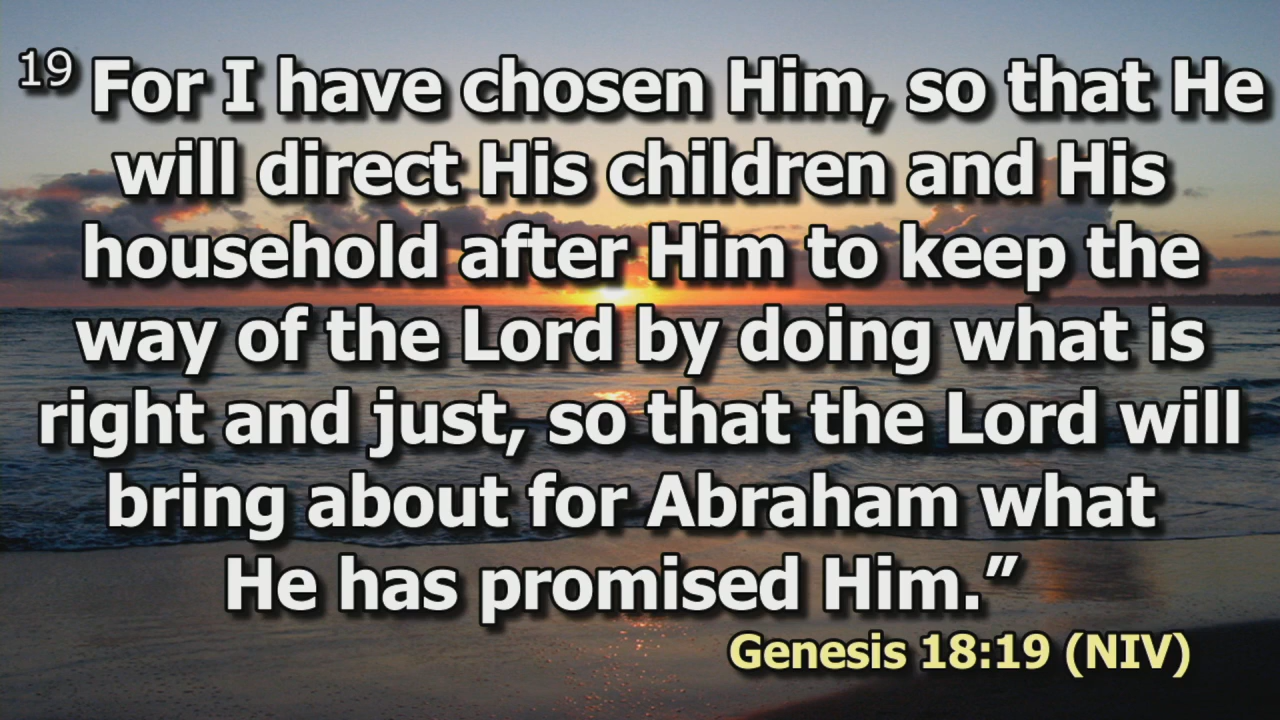 19 For I have chosen Him, so that He
will direct His children and His
household after Him to keep the
way of the Lord by doing what is
right and just, so that the Lord will
bring about for Abraham what
He has promised Him.”
Genesis 18:19 (NIV)